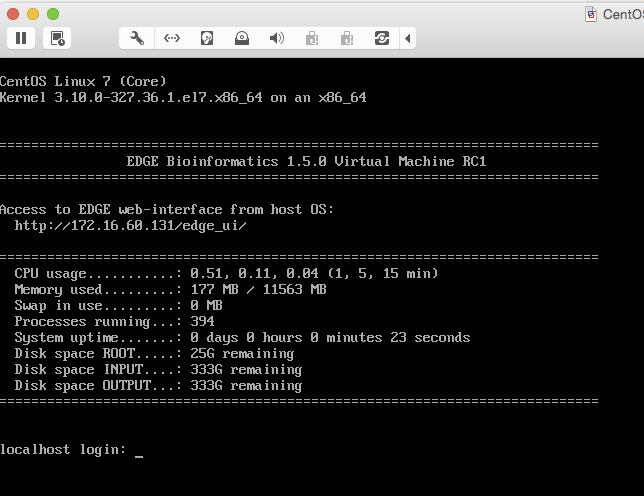 CentOS
CentOS Linux 7 (Core)
Kernel 3.10.0-327.36.1.el7.x86_64 on an x86_64
===========================================================================
EDGE Bioinformatics 1.5.0 Virtual Machine RC1
===========================================================================
Access to EDGE web-interface from host OS:
http://172.16.60.131/edge_ui/
===========================================================================
CPU usage...........: 0.51, 0.11, 0.04 (1, 5, 15 min)
Memory used.........: 177 MB / 11563 MB
Swap in use.........: 0 MB
Processes running...: 394
System uptime.......: 0 days 0 hours 0 minutes 23 seconds
Disk space ROOT.....: 25G remaining
Disk space INPUT....: 333G remaining
Disk space OUTPUT...: 333G remaining
===========================================================================
localhost login: _